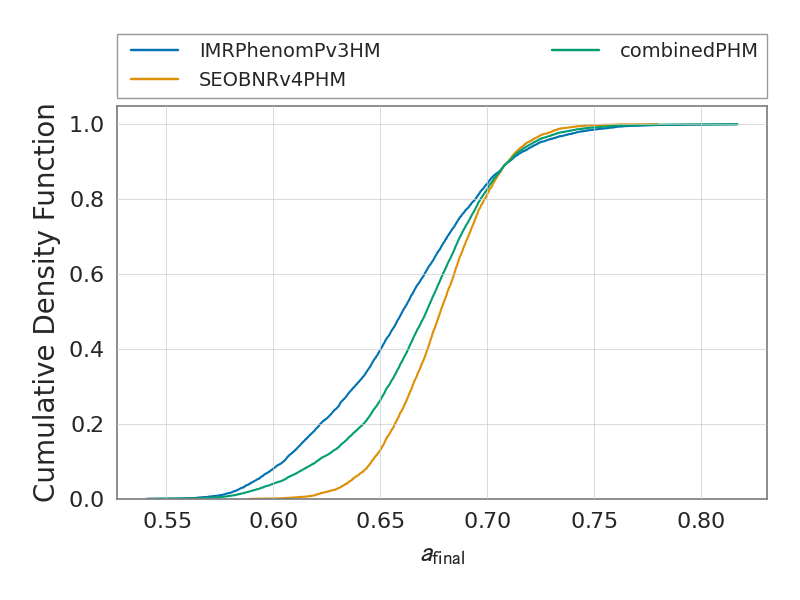 IMRPhenomPv3HM
SEOBNRv4PHM
combinedPHM
Cumulative Density Function
1.0
0.8
0.6
0.4
0.2
0.0
0.55 0.60 0.65 0.70 0.75 0.80
a_final